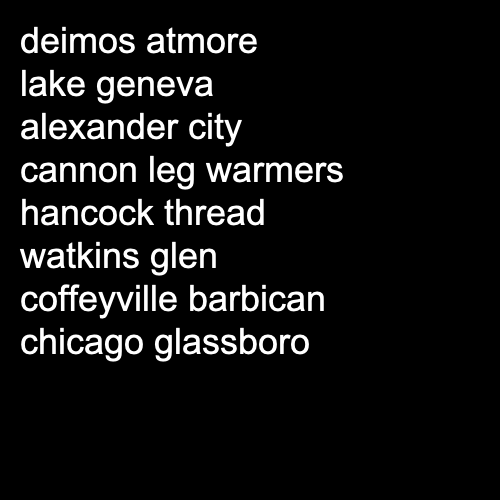 deimos atmore
lake geneva
alexander city
cannon leg warmers
hancock thread
watkins glen
coffeyville barbican
chicago glassboro